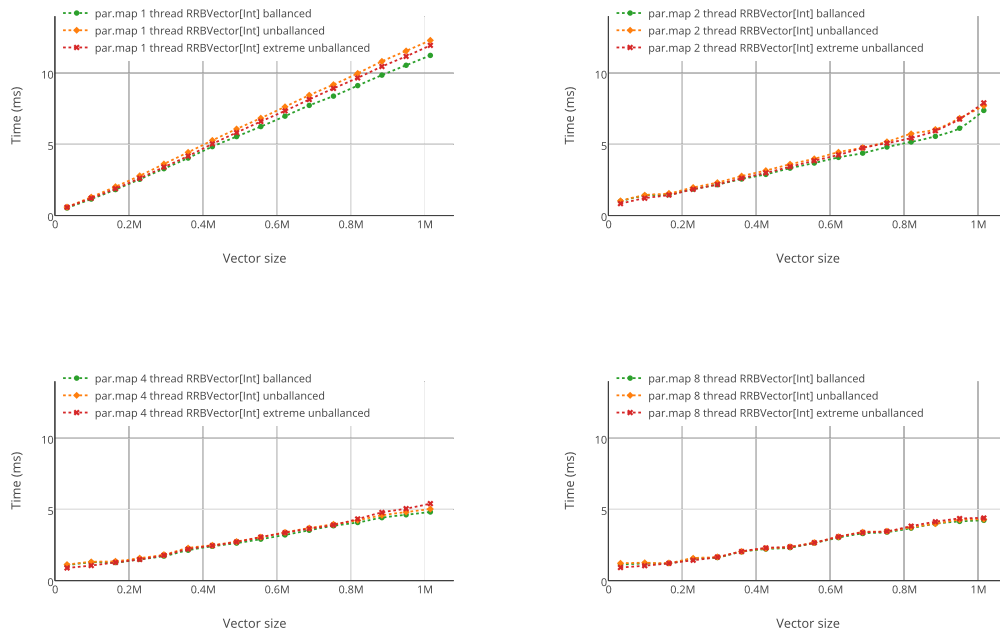 par.map 1 thread RRBVector[Int] ballanced
par.map 1 thread RRBVector[Int] unballanced
par.map 1 thread RRBVector[Int] extreme unballanced
10
5
0
Time (ms)
0
0.2M
0.4M
0.6M
0.8M
1M
Vector size
par.map 2 thread RRBVector[Int] ballanced
par.map 2 thread RRBVector[Int] unballanced
par.map 2 thread RRBVector[Int] extreme unballanced
10
5
0
Time (ms)
0
0.2M
0.4M
0.6M
0.8M
1M
Vector size
par.map 4 thread RRBVector[Int] ballanced
par.map 4 thread RRBVector[Int] unballanced
par.map 4 thread RRBVector[Int] extreme unballanced
10
5
0
Time (ms)
0
0.2M
0.4M
0.6M
0.8M
1M
Vector size
par.map 8 thread RRBVector[Int] ballanced
par.map 8 thread RRBVector[Int] unballanced
par.map 8 thread RRBVector[Int] extreme unballanced
10
5
0
Time (ms)
0
0.2M
0.4M
0.6M
0.8M
1M
Vector size